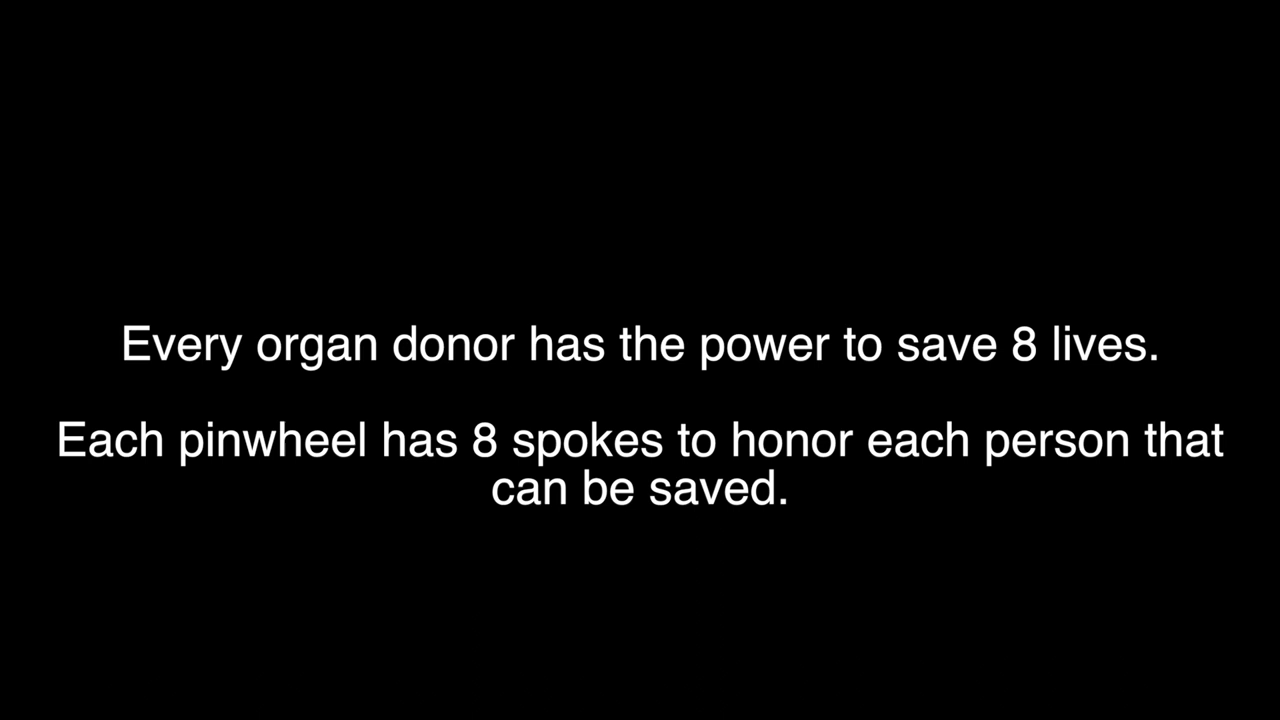 Every organ donor has the power to save 8 lives.
Each pinwheel has 8 spokes to honor each person that
can be saved.